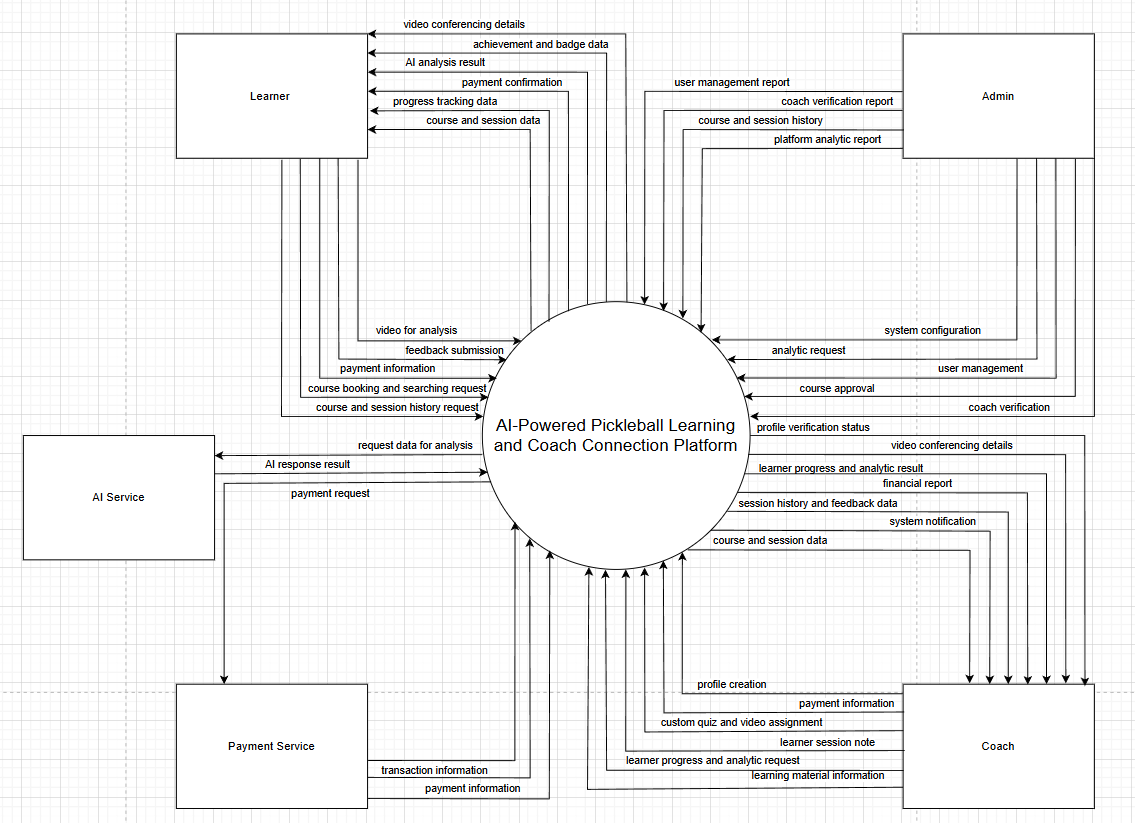 video conferencing details
achievement and badge data
AI analysis result
payment confirmation
progress tracking data
course and session data
Learner
user management report
coach verification report
course and session history
platform analytic report
Admin
video for analysis
feedback submission
payment information
course booking and searching request
course and session history request
system configuration
analytic request
user management
course approval
coach verification
AI-Powered Pickleball Learning
and Coach Connection Platform
request data for analysis
AI response result
payment request
AI Service
profile verification status
video conferencing details
learner progress and analytic result
financial report
session history and feedback data
system notification
course and session data
Payment Service
transaction information
payment information
profile creation
payment information
custom quiz and video assignment
learner session note
learner progress and analytic request
learning material information
Coach